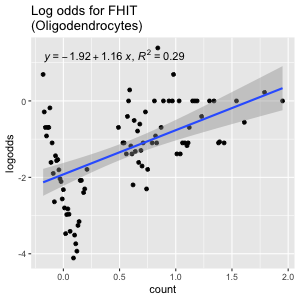 Log odds for FHIT
(Oligodendrocytes)
y = −1.92 + 1.16 x, R² = 0.29
0
-2
-4
logodds
0.0 0.5 1.0 1.5 2.0
count